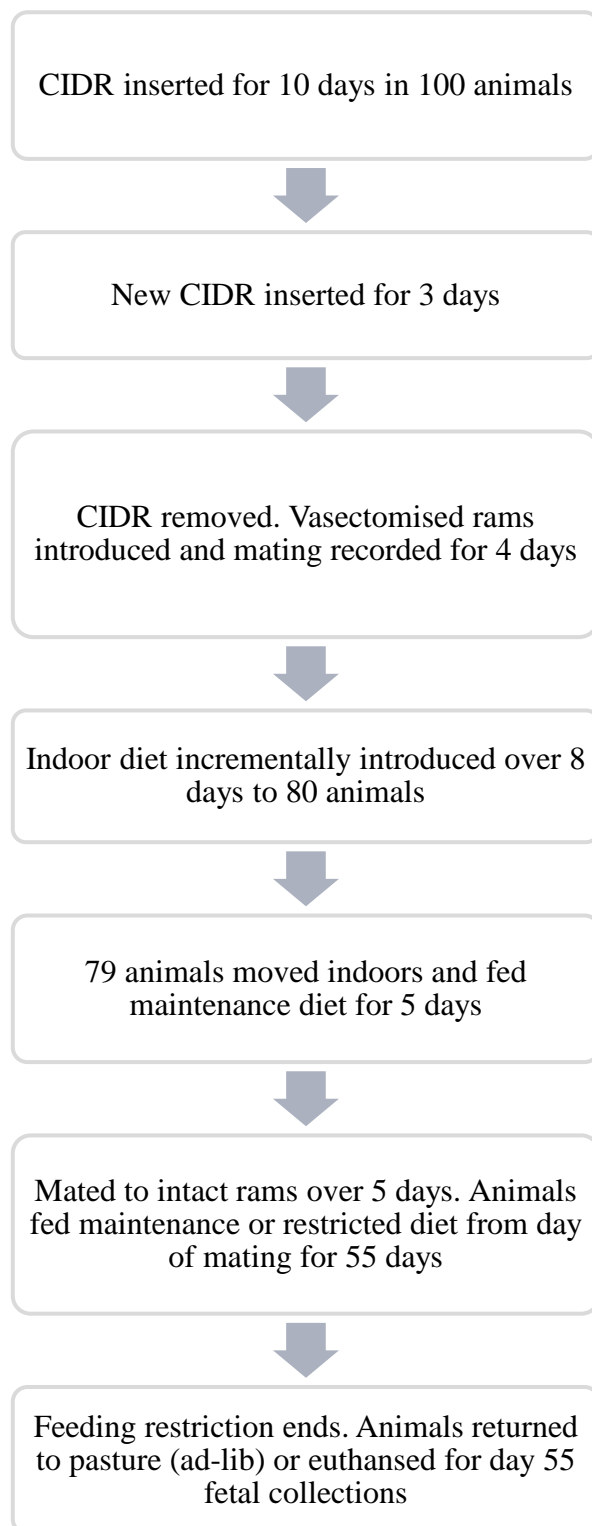 CIDR inserted for 10 days in 100 animals
New CIDR inserted for 3 days
CIDR removed. Vasectomised rams
introduced and mating recorded for 4 days
Indoor diet incrementally introduced over 8
days to 80 animals
79 animals moved indoors and fed
maintenance diet for 5 days
Mated to intact rams over 5 days. Animals
fed maintenance or restricted diet from day
of mating for 55 days
Feeding restriction ends. Animals returned
to pasture (ad-lib) or euthansed for day 55
fetal collections